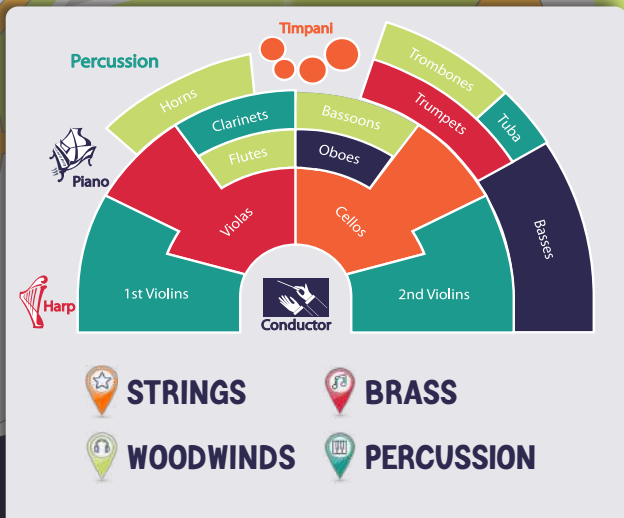 Timpani
Percussion
Trombones
Horns
Trumpets
Clarinets
Bassoons
Tuba
Flutes
Oboes
Piano
Violas
Cellos
Basses
1st Violins
2nd Violins
Harp
Conductor
STRINGS
BRASS
WOODWINDS
PERCUSSION